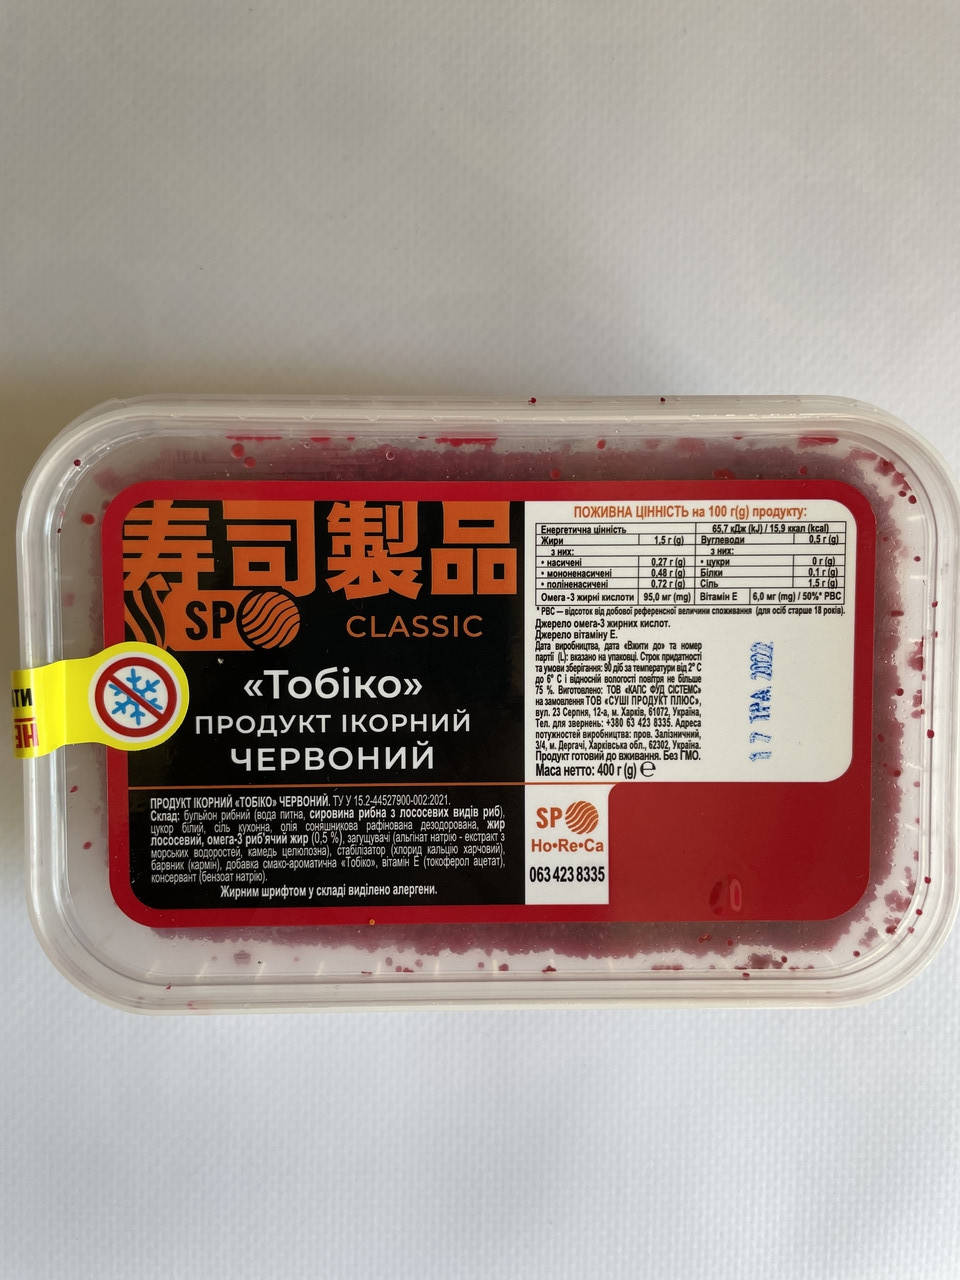 寿司製品
SP
CLASSIC
«Тобіко»
ПРОДУКТ ІКОРНИЙ
ЧЕРВОНИЙ
ПРОДУКТ ІКОРНИЙ «ТОБІКО» ЧЕРВОНИЙ. ТУ У 15.2-44527900-002:2021.
Склад: бульйон рибний (вода питна, сировина рибна з лососевих видів риб),
цукор білий, сіль кухонна, олія соняшникова рафінована дезодорована, жир
лососевий, омега-3 риб'ячий жир (0,5 %), загущувачі (альгінат натрію - екстракт з
морських водоростей, камедь целюлозна), стабілізатор (хлорид кальцію харчовий),
барвник (кармін), добавка смако-ароматична «Тобіко», вітамін Е (токоферол ацетат),
консервант (бензоат натрію).
Жирним шрифтом у складі виділено алергени.
ПОЖИВНА ЦІННІСТЬ на 100 г(g) продукту:
Енергетична цінність 65,7 кДж (kJ) / 15,9 ккал (kcal)
Жири 1,5 г (g) Вуглеводи 0,5 г (g)
з них: з них:
• насичені 0,27 г (g) • цукри 0 г (g)
• мононенасичені 0,48 г (g) Білки 0,1 г (g)
• поліненасичені 0,72 г (g) Сіль 1,5 г (g)
Омега-3 жирні кислоти 95,0 мг (mg) Вітамін Е 6,0 мг (mg) / 50%* РВС
* РВС — відсоток від добової референсної величини споживання (для осіб старше 18 років).
Джерело омега-3 жирних кислот.
Джерело вітаміну Е.
Дата виробництва, дата «Вжити до» та номер
партії (L): вказано на упаковці. Строк придатності
та умови зберігання: 90 діб за температури від 2° С
до 6° С і відносній вологості повітря не більше
75 %. Виготовлено: ТОВ «КАПС ФУД СІСТЕМС»
на замовлення ТОВ «СУШІ ПРОДУКТ ПЛЮС»,
вул. 23 Серпня, 12-а, м. Харків, 61072, Україна,
Тел. для звернень: +380 63 423 8335. Адреса
потужностей виробництва: пров. Залізничний,
3/4, м. Дергачі, Харківська обл., 62302, Україна.
Продукт готовий до вживання. Без ГМО.
Маса нетто: 400 г (g) ℮
17 ТРА 2022
SP
Ho•Re•Ca
063 423 8335
НЕ